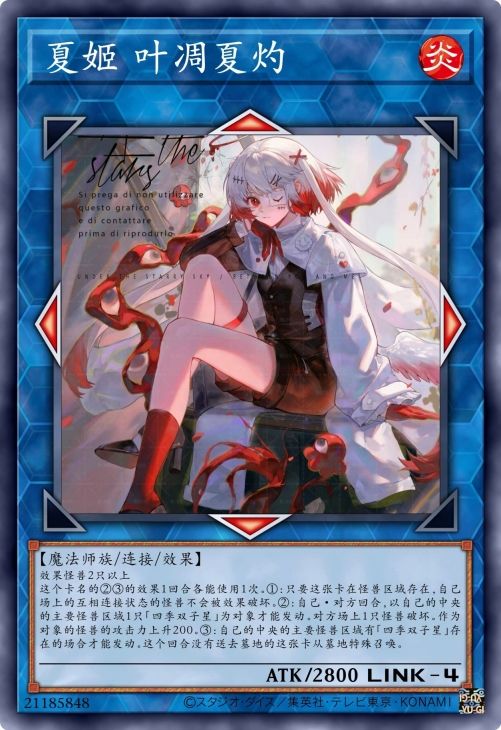 夏姬 叶凋夏灼
炎
the
stars
Si prega di non utilizzare
questo grafico
e di contattare
prima di riprodurlo
UNDER THE STARRY SKY / BE
AND ME
【魔法师族/连接/效果】
效果怪兽2只以上
这个卡名的②③的效果1回合各能使用1次。①:只要这张卡在怪兽区域存在,自己
场上的互相连接状态的怪兽不会被效果破坏。②:自己・对方回合,以自己的中央
的主要怪兽区域1只「四季双子星」为对象才能发动。对方场上1只怪兽破坏。作为
对象的怪兽的攻击力上升200。③:自己的中央的主要怪兽区域有「四季双子星」存
在的场合才能发动。这个回合没有送去墓地的这张卡从墓地特殊召唤。
ATK/2800 LINK-4
21185848 ©スタジオ・ダイス/集英社・テレビ東京・KONAMI
YU-GI